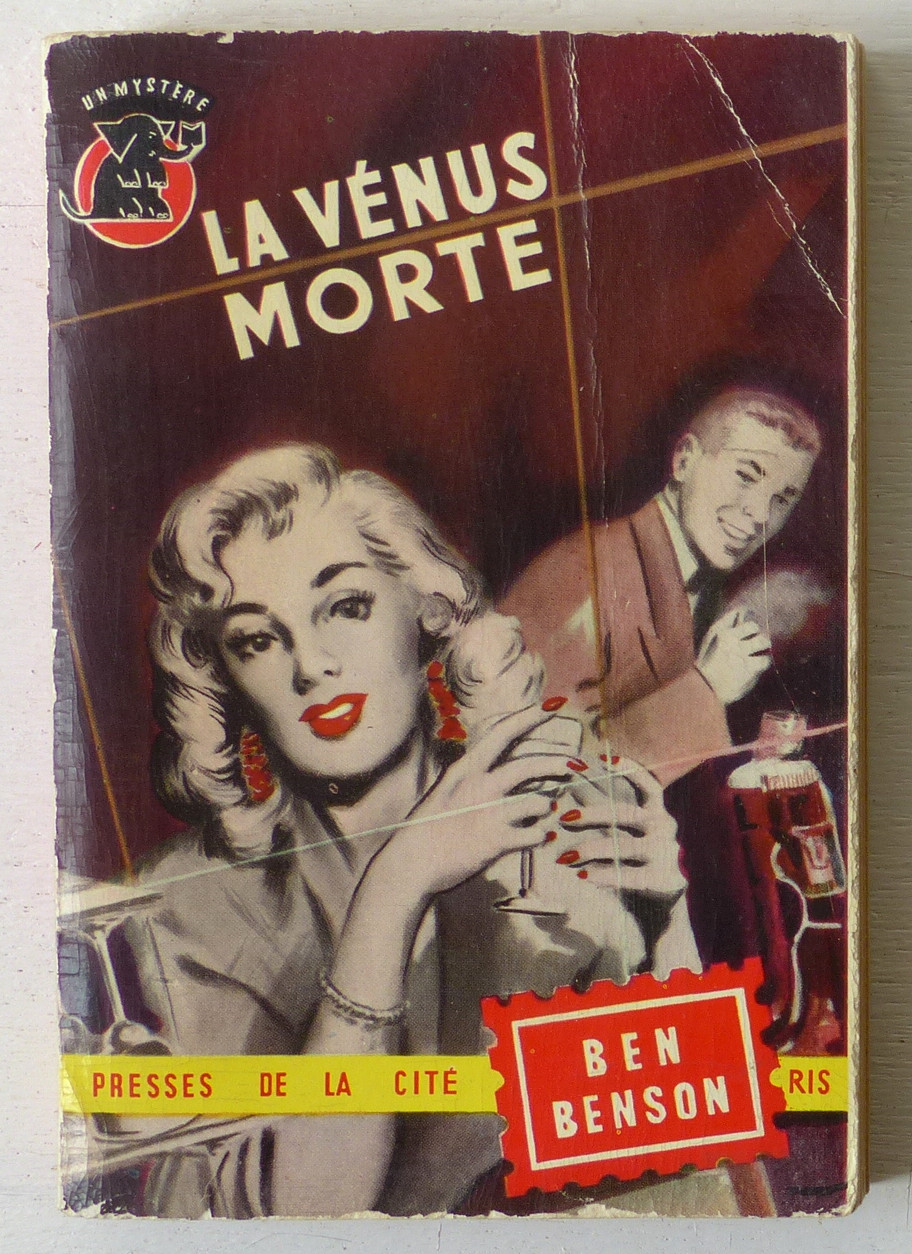 UN MYSTÈRE
LA VÉNUS
MORTE
BEN
BENSON
PRESSES DE LA CITÉ RIS